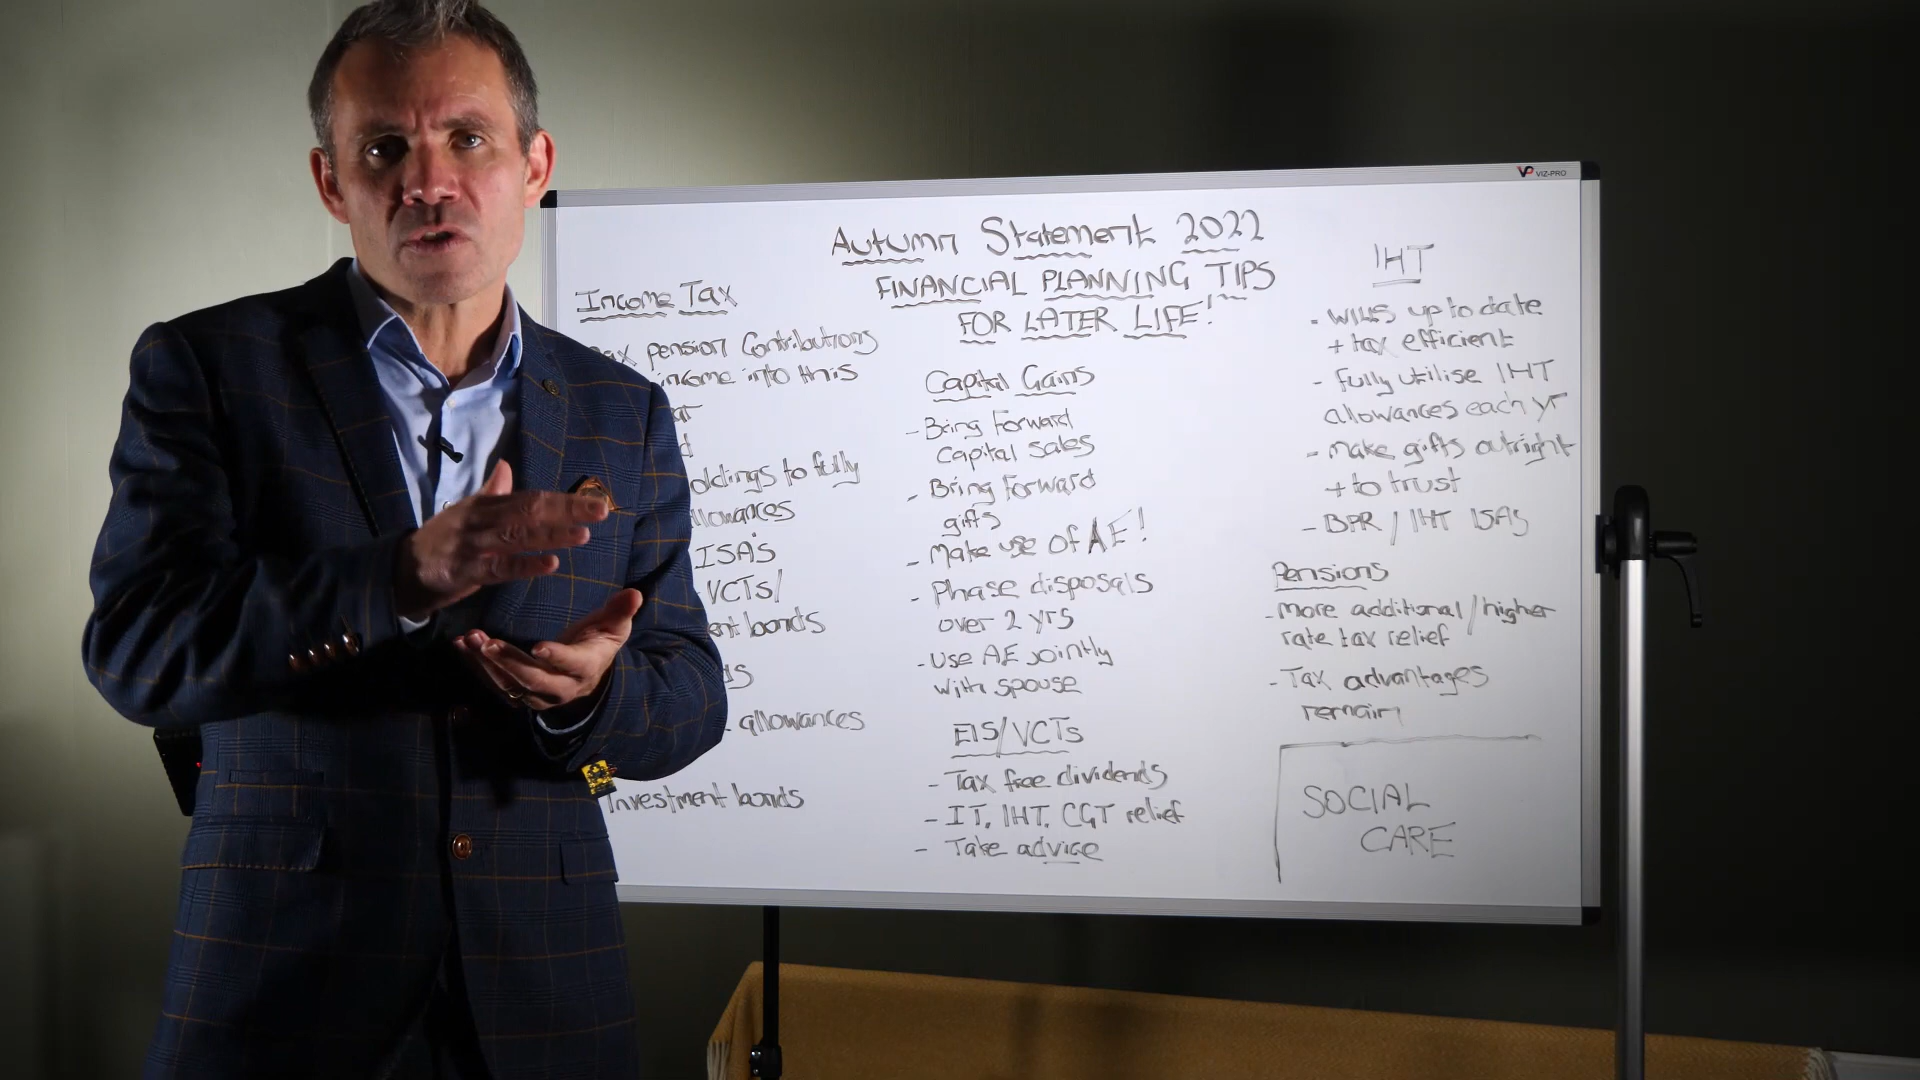 VP VIZ-PRO
Autumn Statement 2022
FINANCIAL PLANNING TIPS
FOR LATER LIFE!
Income Tax
pension contributions
income into this
oldings to fully
llowances
ISA's
VCTs/
ent bonds
allowances
Investment bonds
Capital Gains
- Bring Forward
Capital Sales
- Bring Forward
gifts
- Make use of AE!
- Phase disposals
over 2 yrs
- Use AE jointly
with spouse
EIS/VCTs
- Tax free dividends
- IT, IHT, CGT relief
- Take advice
IHT
- Wills up to date
+ tax efficient
- Fully utilise IHT
allowances each yr
- Make gifts outright
+ to trust
- BPR / IHT ISAs
Pensions
- More additional/higher
rate tax relief
- Tax advantages
remain
SOCIAL
CARE